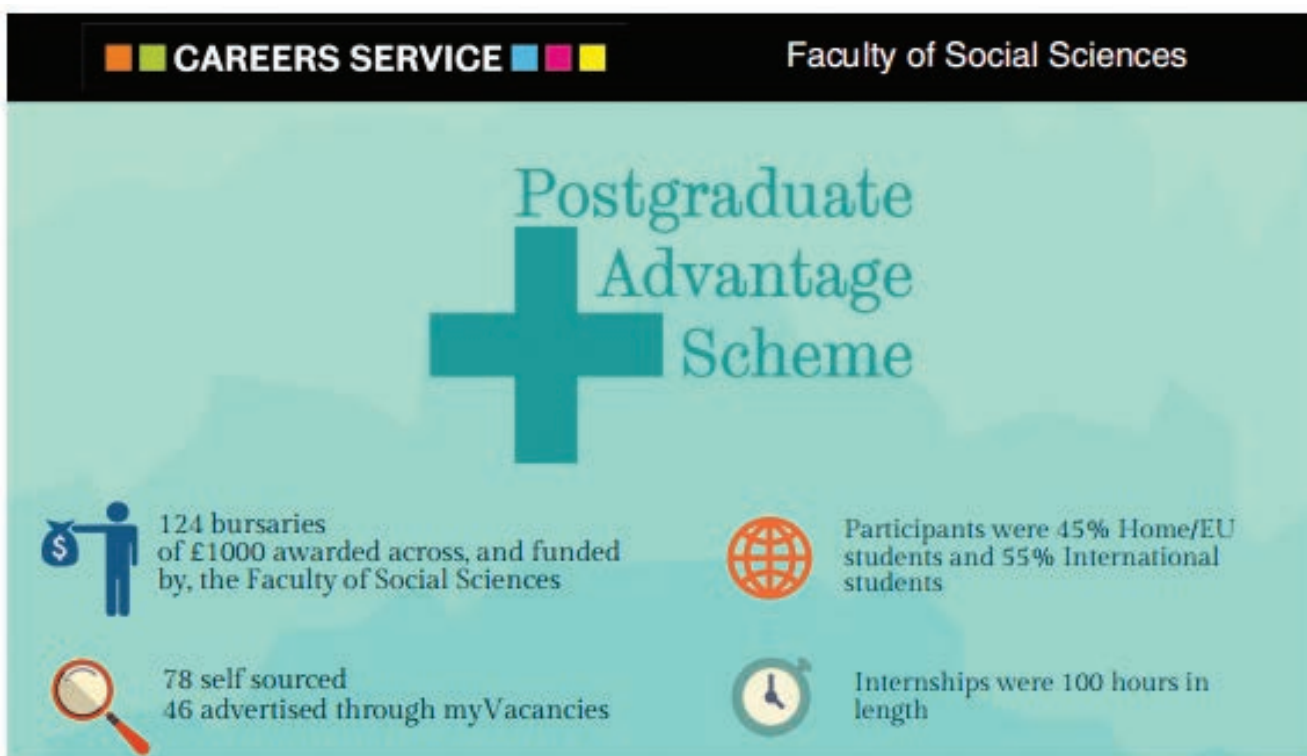 CAREERS SERVICE
Faculty of Social Sciences
Postgraduate
Advantage
Scheme
$
124 bursaries
of £1000 awarded across, and funded
by, the Faculty of Social Sciences
Participants were 45% Home/EU
students and 55% International
students
78 self sourced
46 advertised through myVacancies
Internships were 100 hours in
length